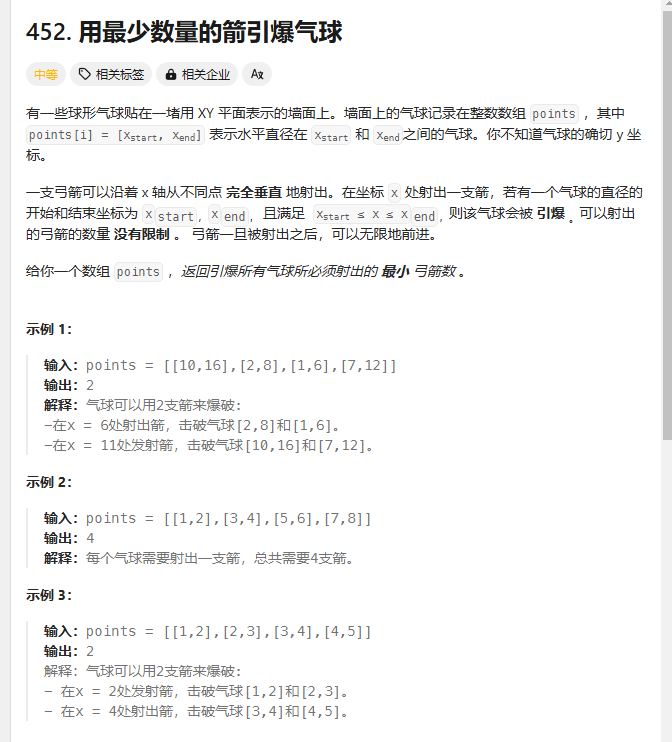 452. 用最少数量的箭引爆气球
中等 相关标签 相关企业 Aあ
有一些球形气球贴在一堵用 XY 平面表示的墙面上。墙面上的气球记录在整数数组 points ，其中
points[i] = [xstart, xend] 表示水平直径在 xstart 和 xend之间的气球。你不知道气球的确切 y 坐
标。
一支弓箭可以沿着 x 轴从不同点 完全垂直 地射出。在坐标 x 处射出一支箭，若有一个气球的直径的
开始和结束坐标为 xstart，xend，且满足 xstart ≤ x ≤ xend，则该气球会被 引爆 。可以射出
的弓箭的数量 没有限制 。 弓箭一旦被射出之后，可以无限地前进。
给你一个数组 points ，返回引爆所有气球所必须射出的 最小 弓箭数 。
示例 1：
输入：points = [[10,16],[2,8],[1,6],[7,12]]
输出：2
解释：气球可以用2支箭来爆破:
-在x = 6处射出箭，击破气球[2,8]和[1,6]。
-在x = 11处发射箭，击破气球[10,16]和[7,12]。
示例 2：
输入：points = [[1,2],[3,4],[5,6],[7,8]]
输出：4
解释：每个气球需要射出一支箭，总共需要4支箭。
示例 3：
输入：points = [[1,2],[2,3],[3,4],[4,5]]
输出：2
解释：气球可以用2支箭来爆破:
- 在x = 2处发射箭，击破气球[1,2]和[2,3]。
- 在x = 4处射出箭，击破气球[3,4]和[4,5]。